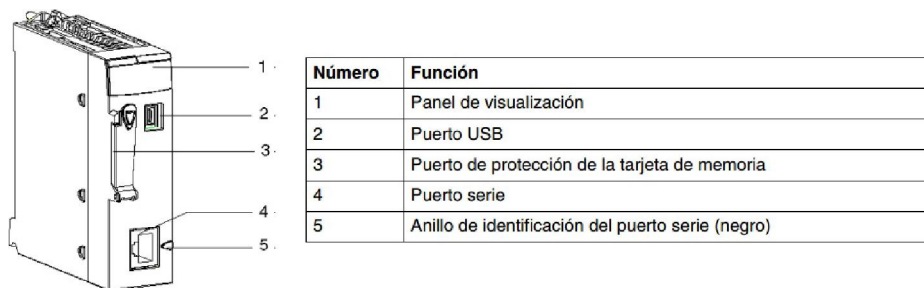 1
2
3
4
5
Número Función
1 Panel de visualización
2 Puerto USB
3 Puerto de protección de la tarjeta de memoria
4 Puerto serie
5 Anillo de identificación del puerto serie (negro)